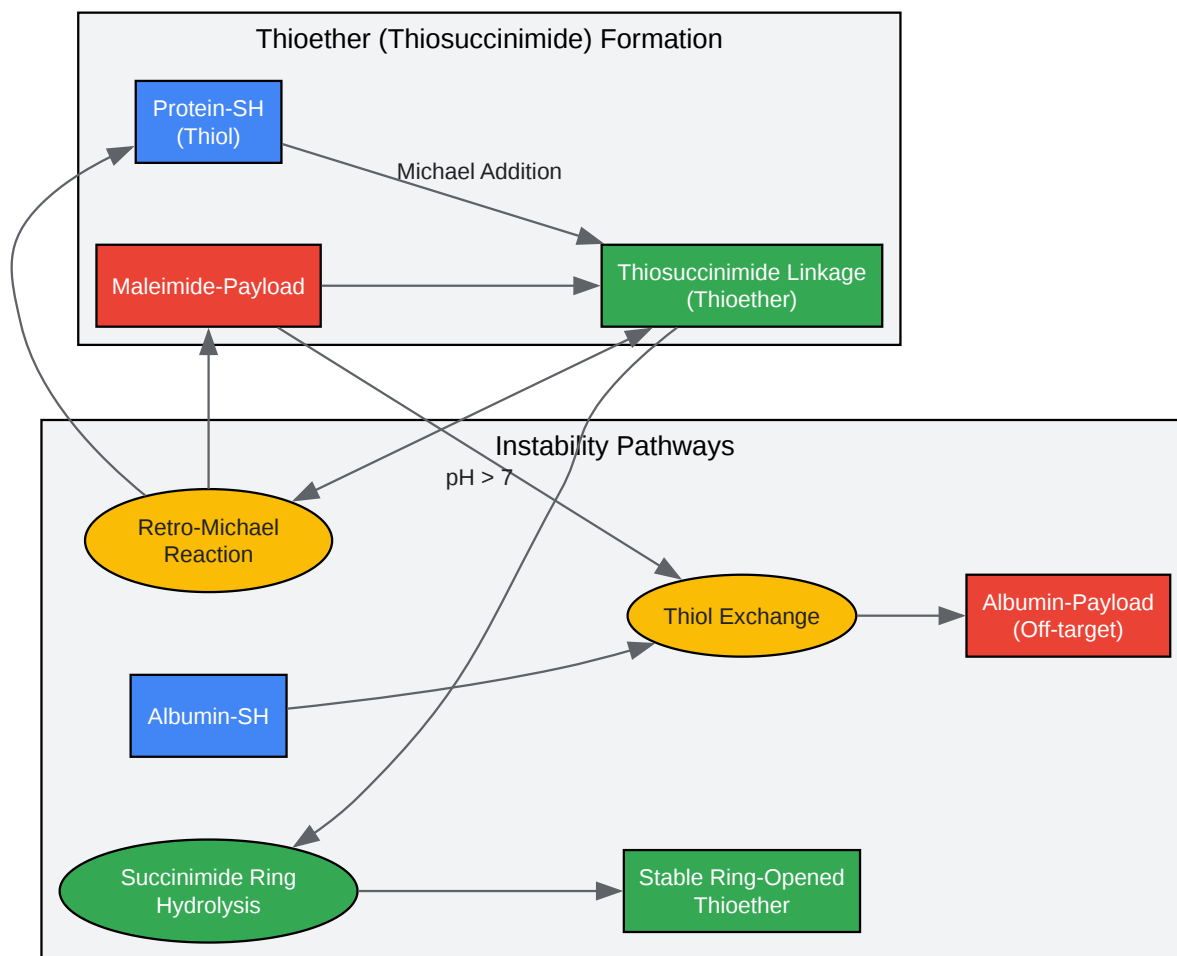 Thioether (Thiosuccinimide) Formation
Protein-SH
(Thiol)
Michael Addition
Maleimide-Payload
Thiosuccinimide Linkage
(Thioether)
Instability Pathways
pH > 7
Retro-Michael
Reaction
Thiol Exchange
Albumin-Payload
(Off-target)
Albumin-SH
Succinimide Ring
Hydrolysis
Stable Ring-Opened
Thioether